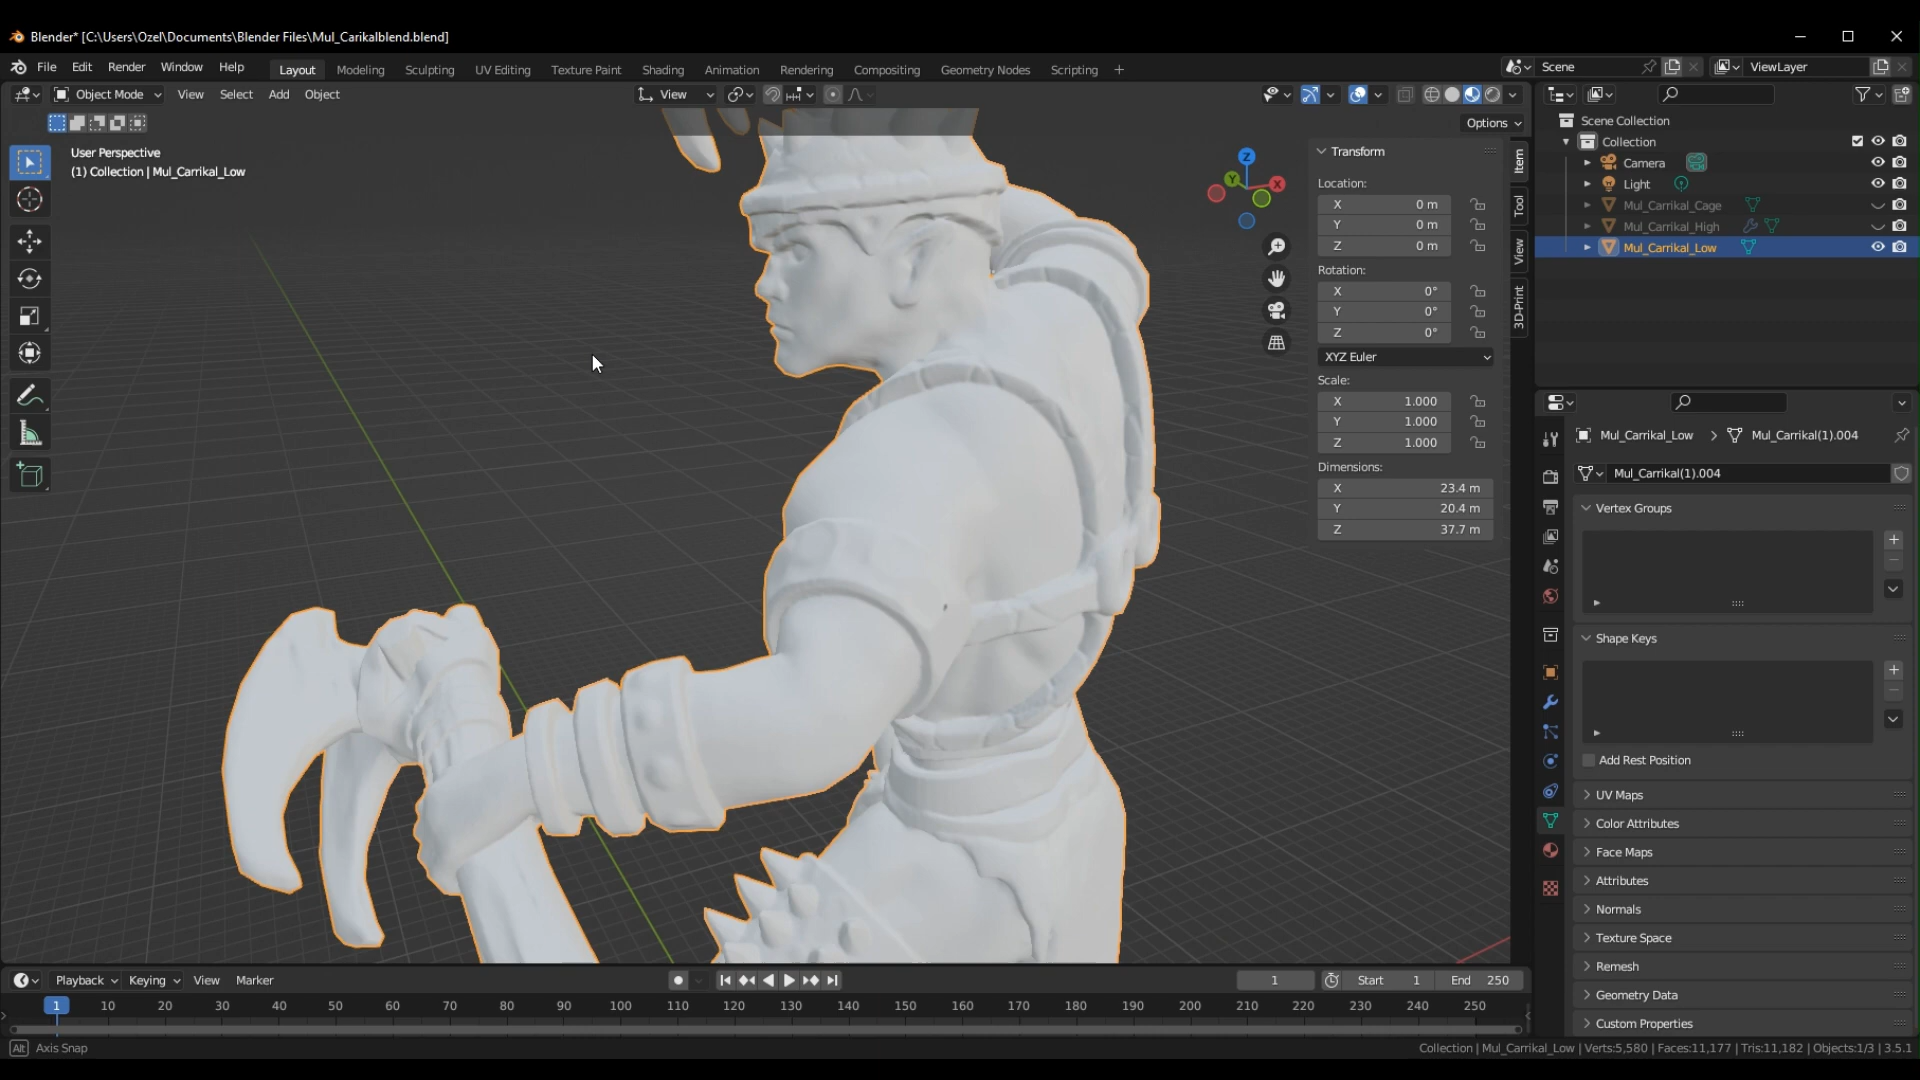 Blender* [C:\Users\Ozel\Documents\Blender Files\Mul_Carikalblend.blend]
File Edit Render Window Help Layout Modeling Sculpting UV Editing Texture Paint Shading Animation Rendering Compositing Geometry Nodes Scripting + Scene ViewLayer
Object Mode View Select Add Object View
Options
User Perspective
(1) Collection | Mul_Carrikal_Low
Z
Y
X
Transform
Location:
X 0 m
Y 0 m
Z 0 m
Rotation:
X 0°
Y 0°
Z 0°
XYZ Euler
Scale:
X 1.000
Y 1.000
Z 1.000
Dimensions:
X 23.4 m
Y 20.4 m
Z 37.7 m
Item
Tool
View
3D-Print
Scene Collection
Collection
Camera
Light
Mul_Carrikal_Cage
Mul_Carrikal_High
Mul_Carrikal_Low
Mul_Carrikal_Low > Mul_Carrikal(1).004
Mul_Carrikal(1).004
Vertex Groups
Shape Keys
Add Rest Position
UV Maps
Color Attributes
Face Maps
Attributes
Normals
Texture Space
Remesh
Geometry Data
Custom Properties
Playback Keying View Marker 1 Start 1 End 250
1 10 20 30 40 50 60 70 80 90 100 110 120 130 140 150 160 170 180 190 200 210 220 230 240 250
Alt Axis Snap
Collection | Mul_Carrikal_Low | Verts:5,580 | Faces:11,177 | Tris:11,182 | Objects:1/3 | 3.5.1